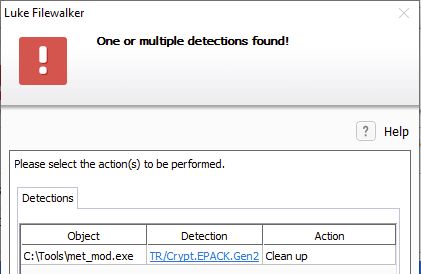 Luke Filewalker
One or multiple detections found!
? Help
Please select the action(s) to be performed.
Detections
Object Detection Action
C:\Tools\met_mod.exe TR/Crypt.EPACK.Gen2 Clean up